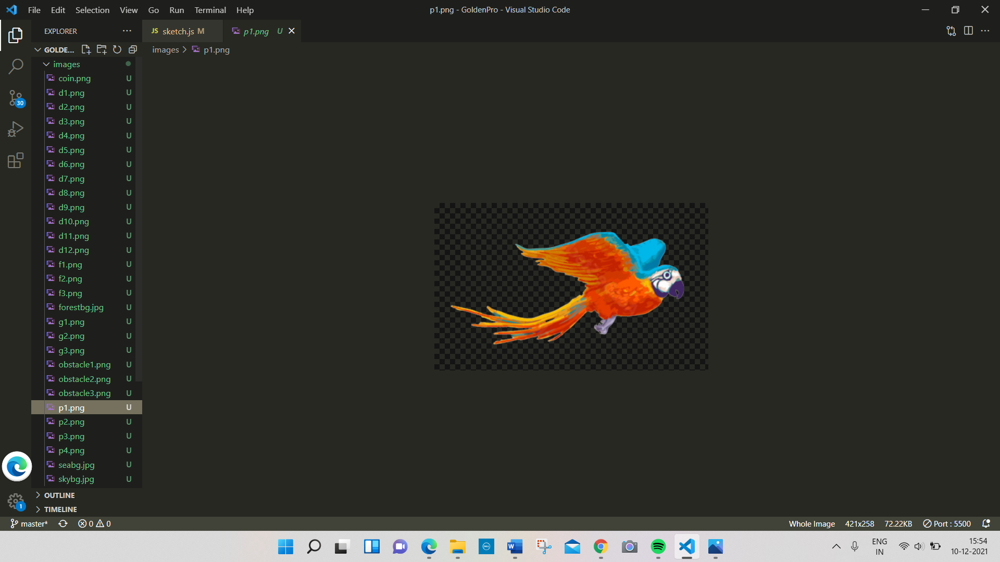 File Edit Selection View Go Run Terminal Help
p1.png - GoldenPro - Visual Studio Code
EXPLORER
JS sketch.js M
p1.png U
GOLDE...
images > p1.png
images
coin.png U
d1.png U
30
d2.png U
d3.png U
d4.png U
d5.png U
d6.png U
d7.png U
d8.png U
d9.png U
d10.png U
d11.png U
d12.png U
f1.png U
f2.png U
f3.png U
forestbg.jpg U
g1.png U
g2.png U
g3.png U
obstacle1.png U
obstacle2.png U
obstacle3.png U
p1.png U
p2.png U
p3.png U
p4.png U
seabg.jpg U
skybg.jpg U
OUTLINE
1
TIMELINE
master* 0 0
Whole Image 421x258 72.22KB Port : 5500
DELL
W
ENG
IN
15:54
10-12-2021